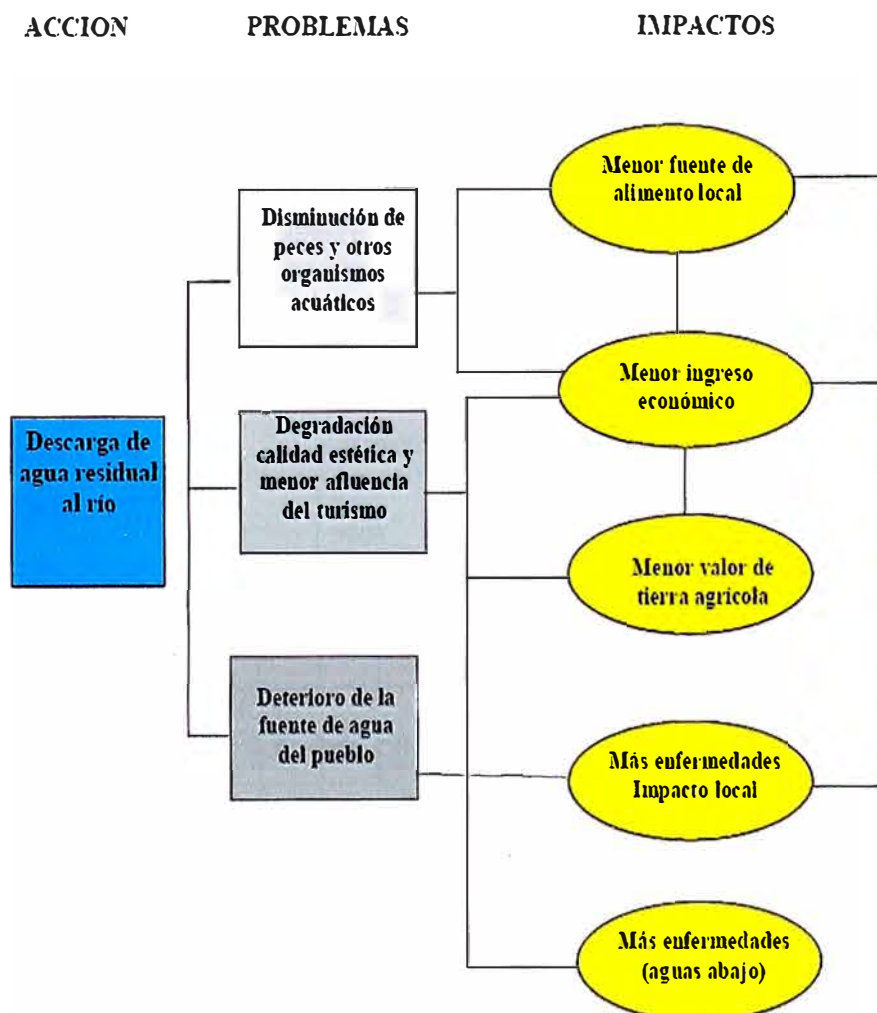 ACCION PROBLEMAS IMPACTOS
Menor fuente de
alimento local
Disminución de
peces y otros
organismos
acuáticos
Menor ingreso
económico
Descarga de
agua residual
al río
Degradación
calidad estética y
menor afluencia
del turismo
Menor valor de
tierra agrícola
Deterioro de la
fuente de agua
del pueblo
Más enfermedades
Impacto local
Más enfermedades
(aguas abajo)